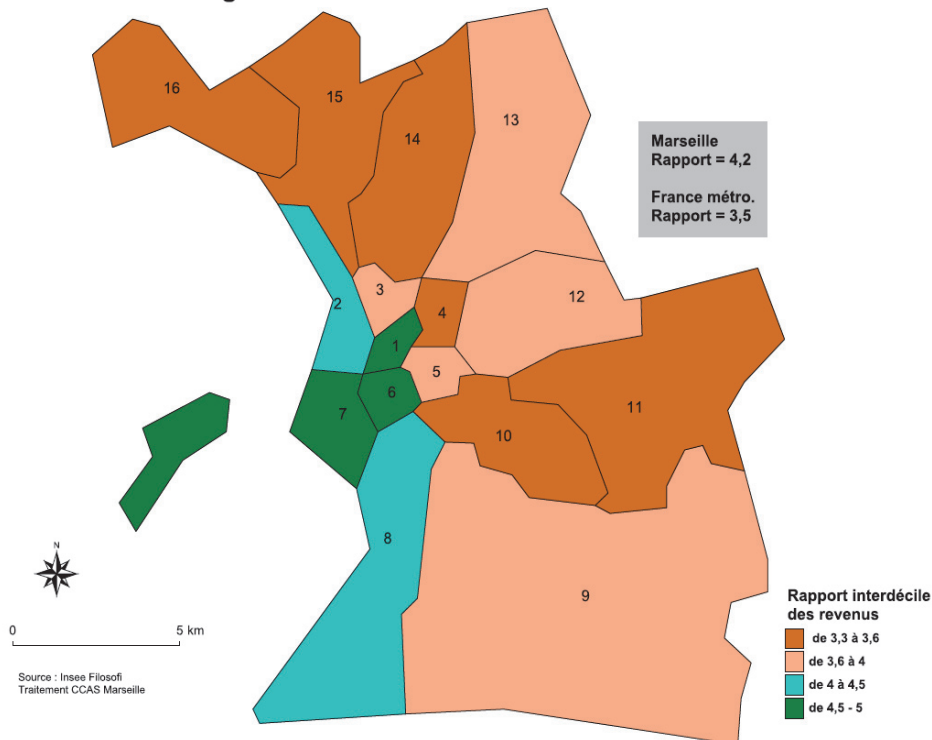 16
15
14
13
Marseille
Rapport = 4,2
France métro.
Rapport = 3,5
3
2
4
12
1
5
6
7
11
10
8
9
N
0 5 km
Source : Insee Filosofi
Traitement CCAS Marseille
Rapport interdécile
des revenus
de 3,3 à 3,6
de 3,6 à 4
de 4 à 4,5
de 4,5 - 5